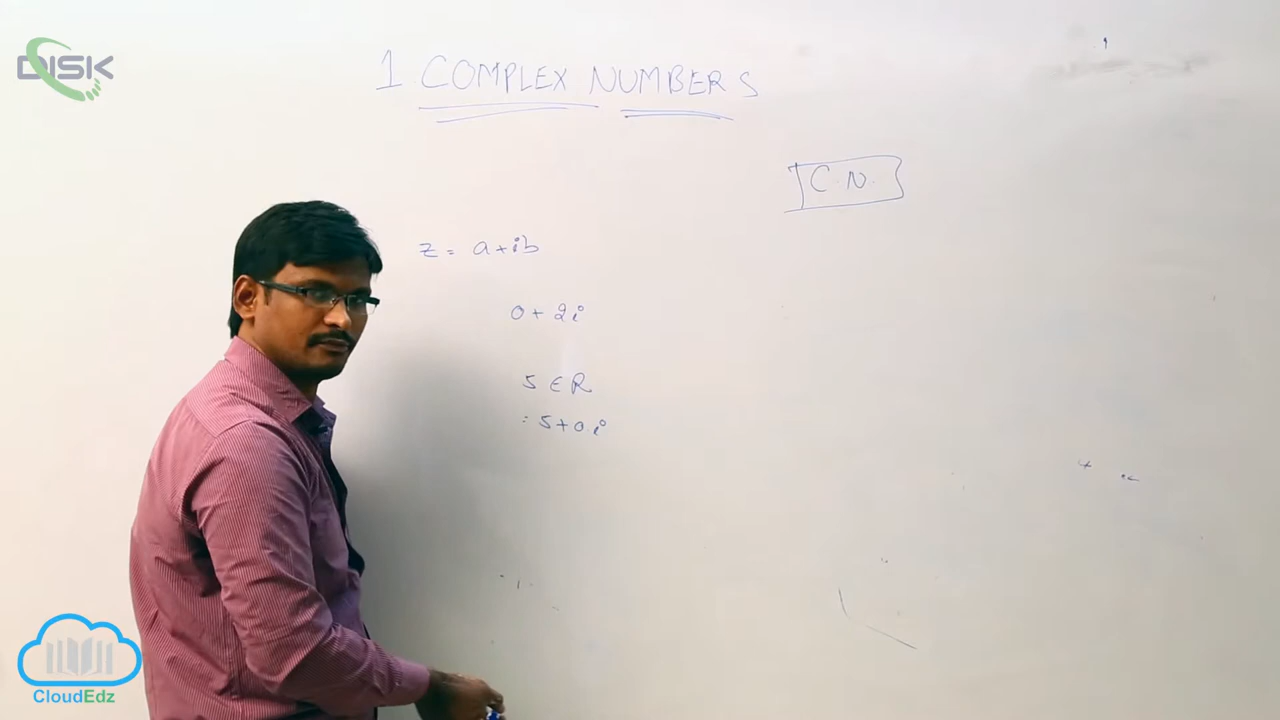 DISK
1. COMPLEX NUMBERS
C.N.
z = a+ib
0+2i
5 ∈ R
= 5+0i
CloudEdz